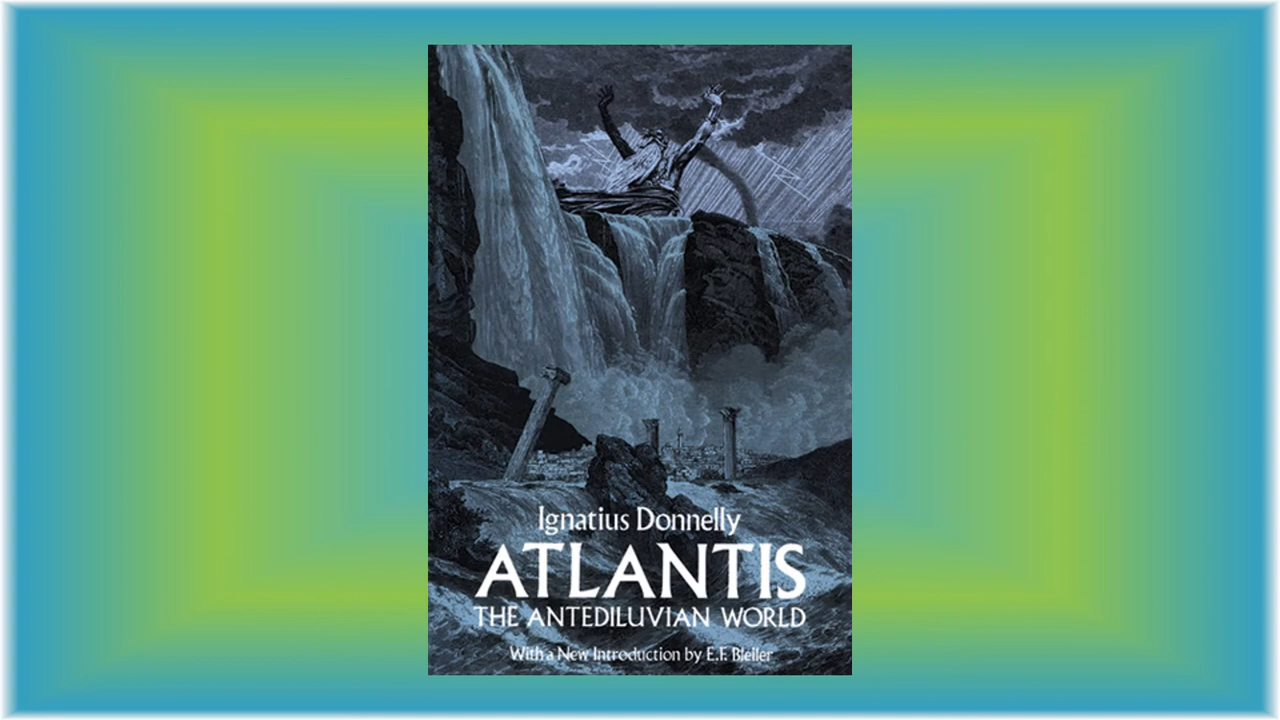 Ignatius Donnelly
ATLANTIS
THE ANTEDILUVIAN WORLD
With a New Introduction by E.F. Bleiler